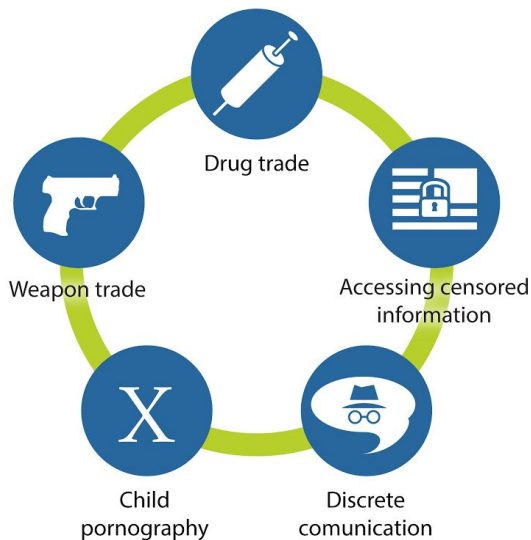 Drug trade
Weapon trade
Accessing censored
information
X
Child
pornography
Discrete
comunication